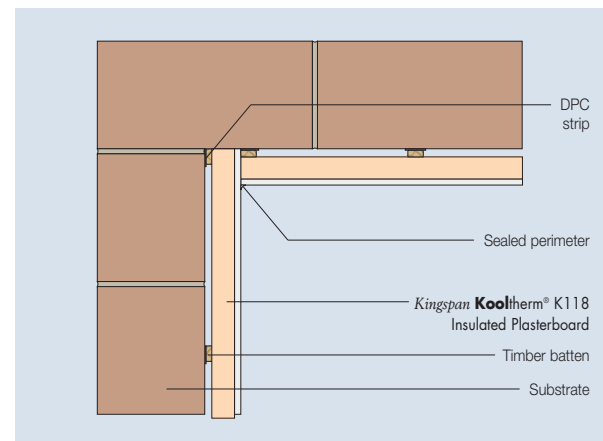 DPC
strip
Sealed perimeter
Kingspan Kooltherm® K118
Insulated Plasterboard
Timber batten
Substrate